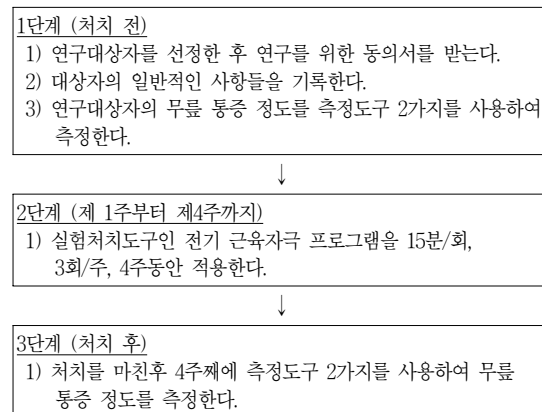 1단계 (처치 전)
1) 연구대상자를 선정한 후 연구를 위한 동의서를 받는다.
2) 대상자의 일반적인 사항들을 기록한다.
3) 연구대상자의 무릎 통증 정도를 측정도구 2가지를 사용하여
측정한다.
↓
2단계 (제 1주부터 제4주까지)
1) 실험처치도구인 전기 근육자극 프로그램을 15분/회,
3회/주, 4주동안 적용한다.
↓
3단계 (처치 후)
1) 처치를 마친후 4주째에 측정도구 2가지를 사용하여 무릎
통증 정도를 측정한다.